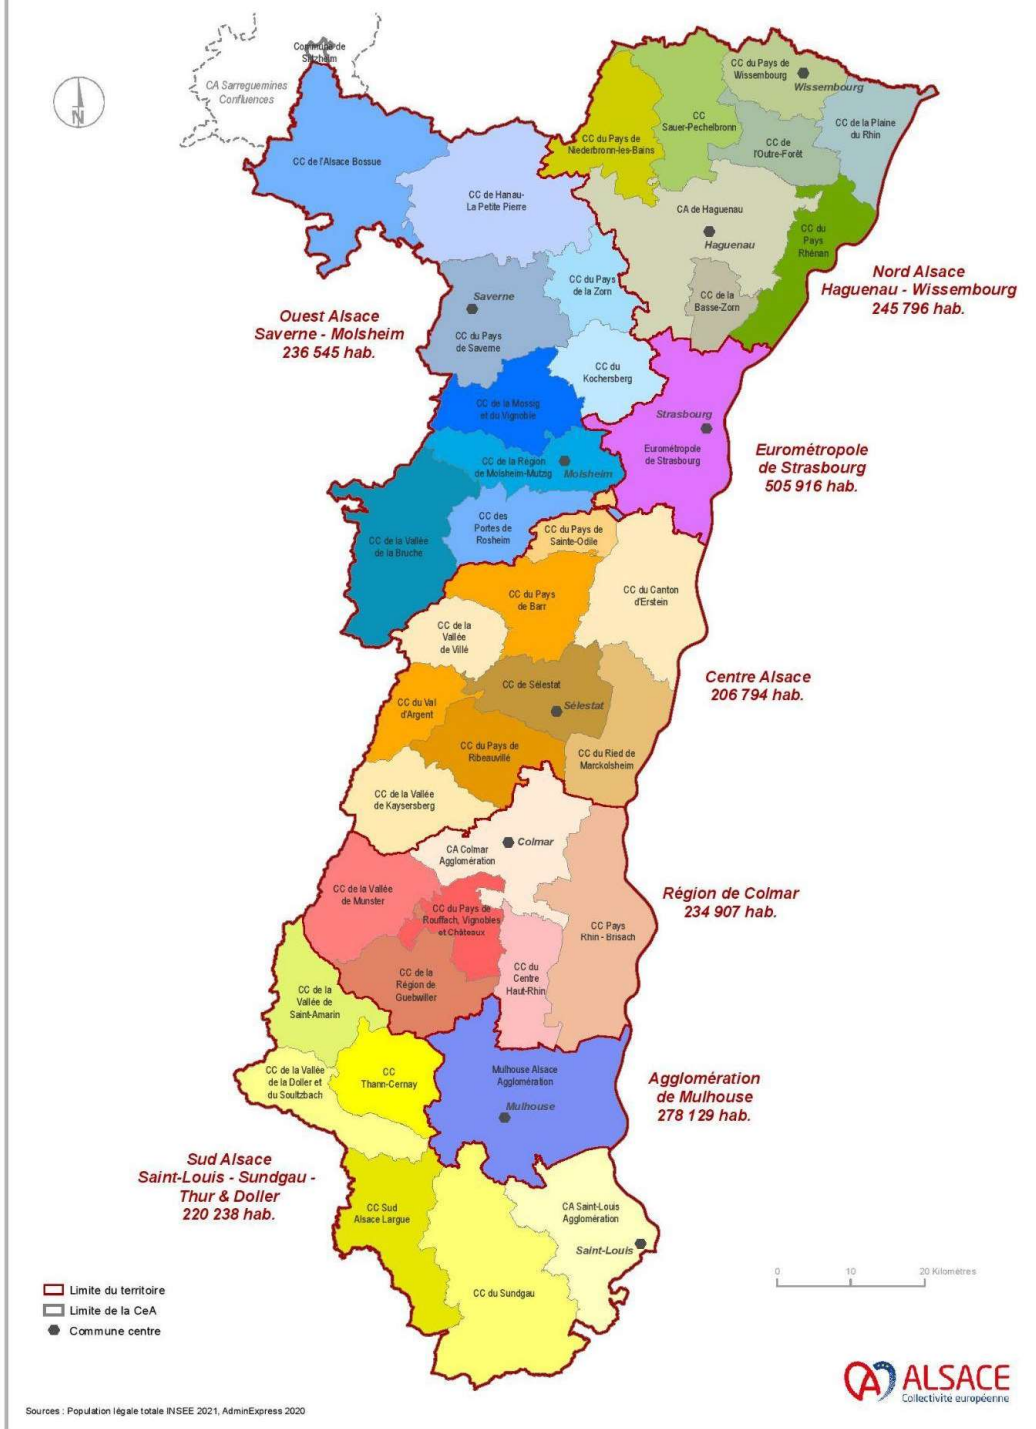 Commune de
Siltzheim
CA Sarreguemines
Confluences
N
CC de l'Alsace Bossue
CC de Hanau-
La Petite Pierre
CC du Pays de
Niederbronn-les-Bains
CC
Sauer-Pechelbronn
CC du Pays de
Wissembourg
Wissembourg
CC de la Plaine
du Rhin
CC de
l'Outre-Forêt
CA de Haguenau
Haguenau
CC du
Pays
Rhénan
CC de la
Basse-Zorn
Nord Alsace
Haguenau - Wissembourg
245 796 hab.
CC du Pays
de la Zorn
Saverne
CC du Pays
de Saverne
Ouest Alsace
Saverne - Molsheim
236 545 hab.
CC du
Kochersberg
CC de la Mossig
et du Vignoble
Strasbourg
Eurométropole
de Strasbourg
Eurométropole
de Strasbourg
505 916 hab.
CC de la Région
de Molsheim-Mutzig
Molsheim
CC des
Portes de
Rosheim
CC de la Vallée
de la Bruche
CC du Pays de
Sainte-Odile
CC du Pays
de Barr
CC du Canton
d'Erstein
CC de la
Vallée
de Villé
CC de Sélestat
Sélestat
Centre Alsace
206 794 hab.
CC du Val
d'Argent
CC du Pays de
Ribeauvillé
CC du Ried de
Marckolsheim
CC de la Vallée
de Kaysersberg
CA Colmar
Agglomération
Colmar
CC de la Vallée
de Munster
CC du Pays de
Rouffach, Vignobles
et Châteaux
CC Pays
Rhin - Brisach
Région de Colmar
234 907 hab.
CC de la
Région de
Guebwiller
CC du
Centre
Haut-Rhin
CC de la
Vallée de
Saint-Amarin
CC de la Vallée
de la Doller et
du Soultzbach
CC
Thann-Cernay
Mulhouse Alsace
Agglomération
Mulhouse
Agglomération
de Mulhouse
278 129 hab.
Sud Alsace
Saint-Louis - Sundgau -
Thur & Doller
220 238 hab.
CC Sud
Alsace Largue
CA Saint-Louis
Agglomération
Saint-Louis
CC du Sundgau
0 10 20 Kilomètres
Limite du territoire
Limite de la CeA
Commune centre
ALSACE
Collectivité européenne
Sources : Population légale totale INSEE 2021, AdminExpress 2020